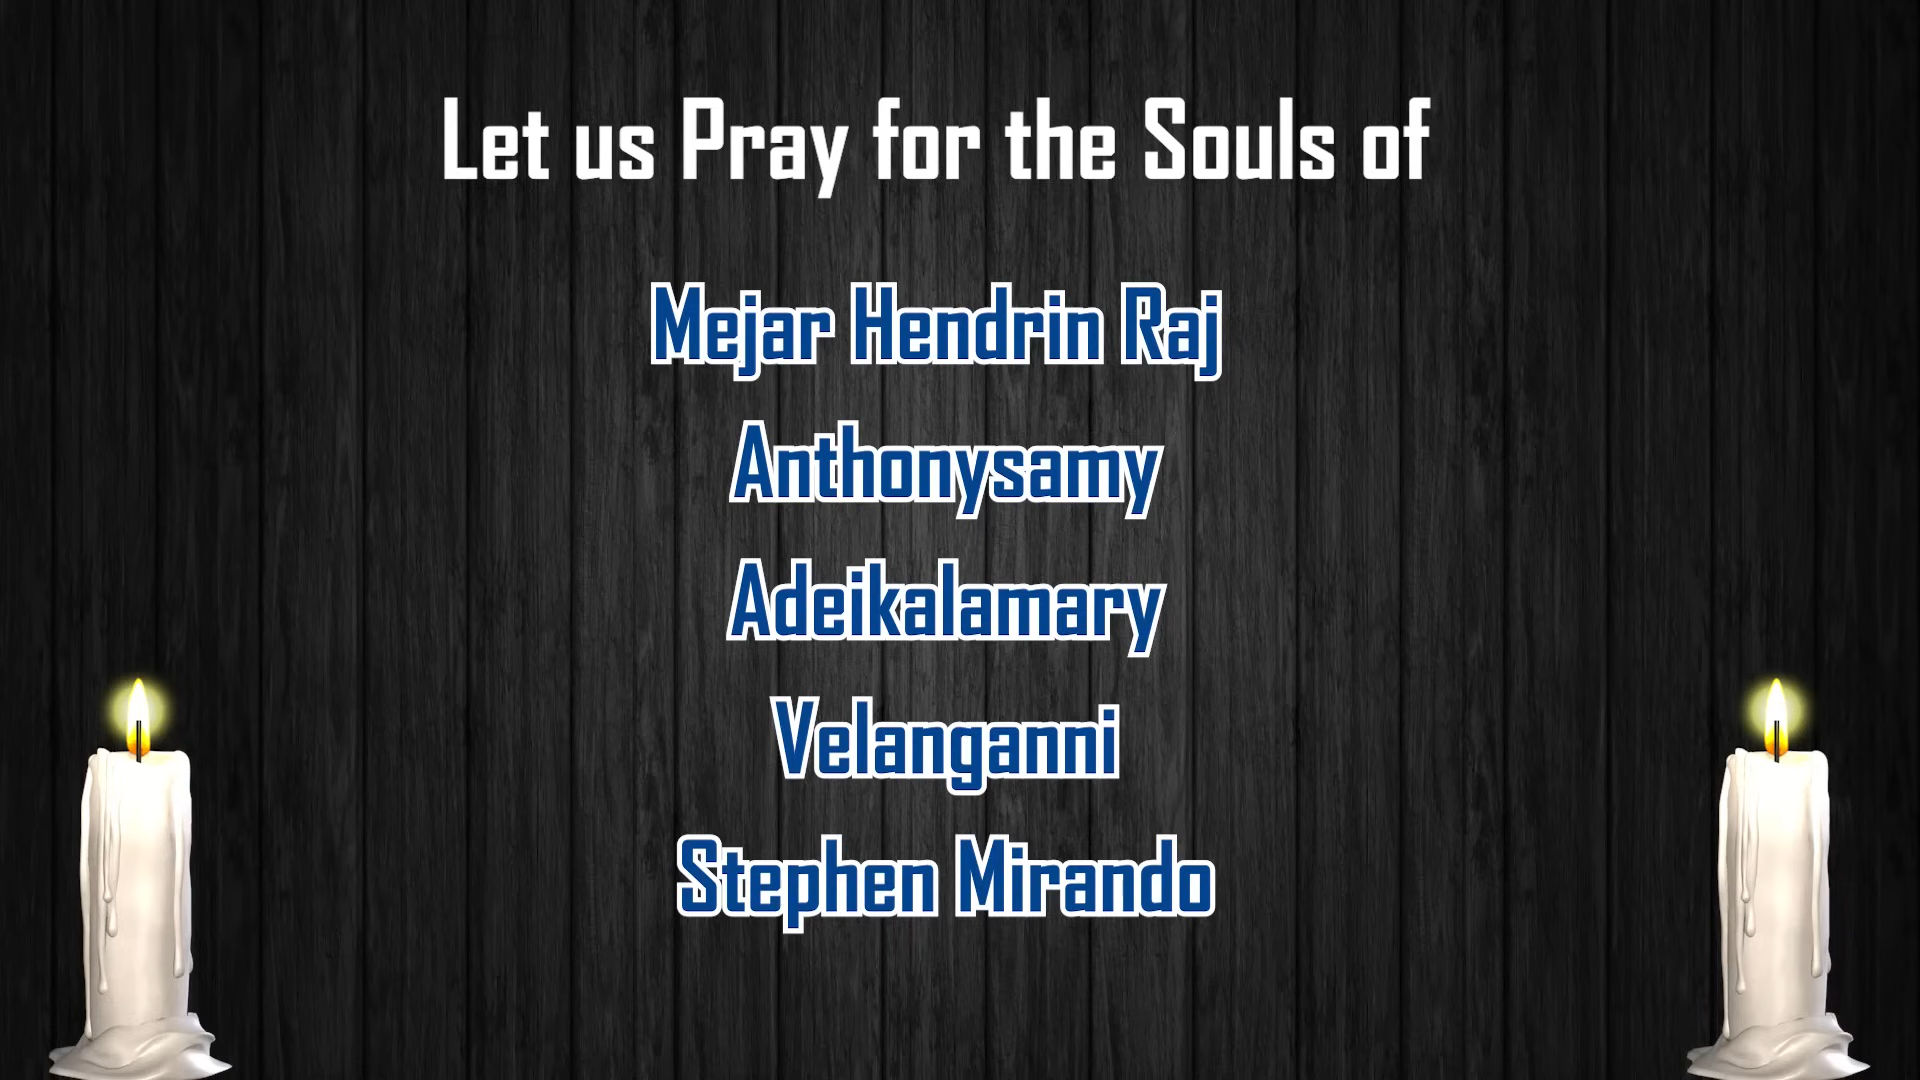 Let us Pray for the Souls of
Mejar Hendrin Raj
Anthonysamy
Adeikalamary
Velanganni
Stephen Mirando